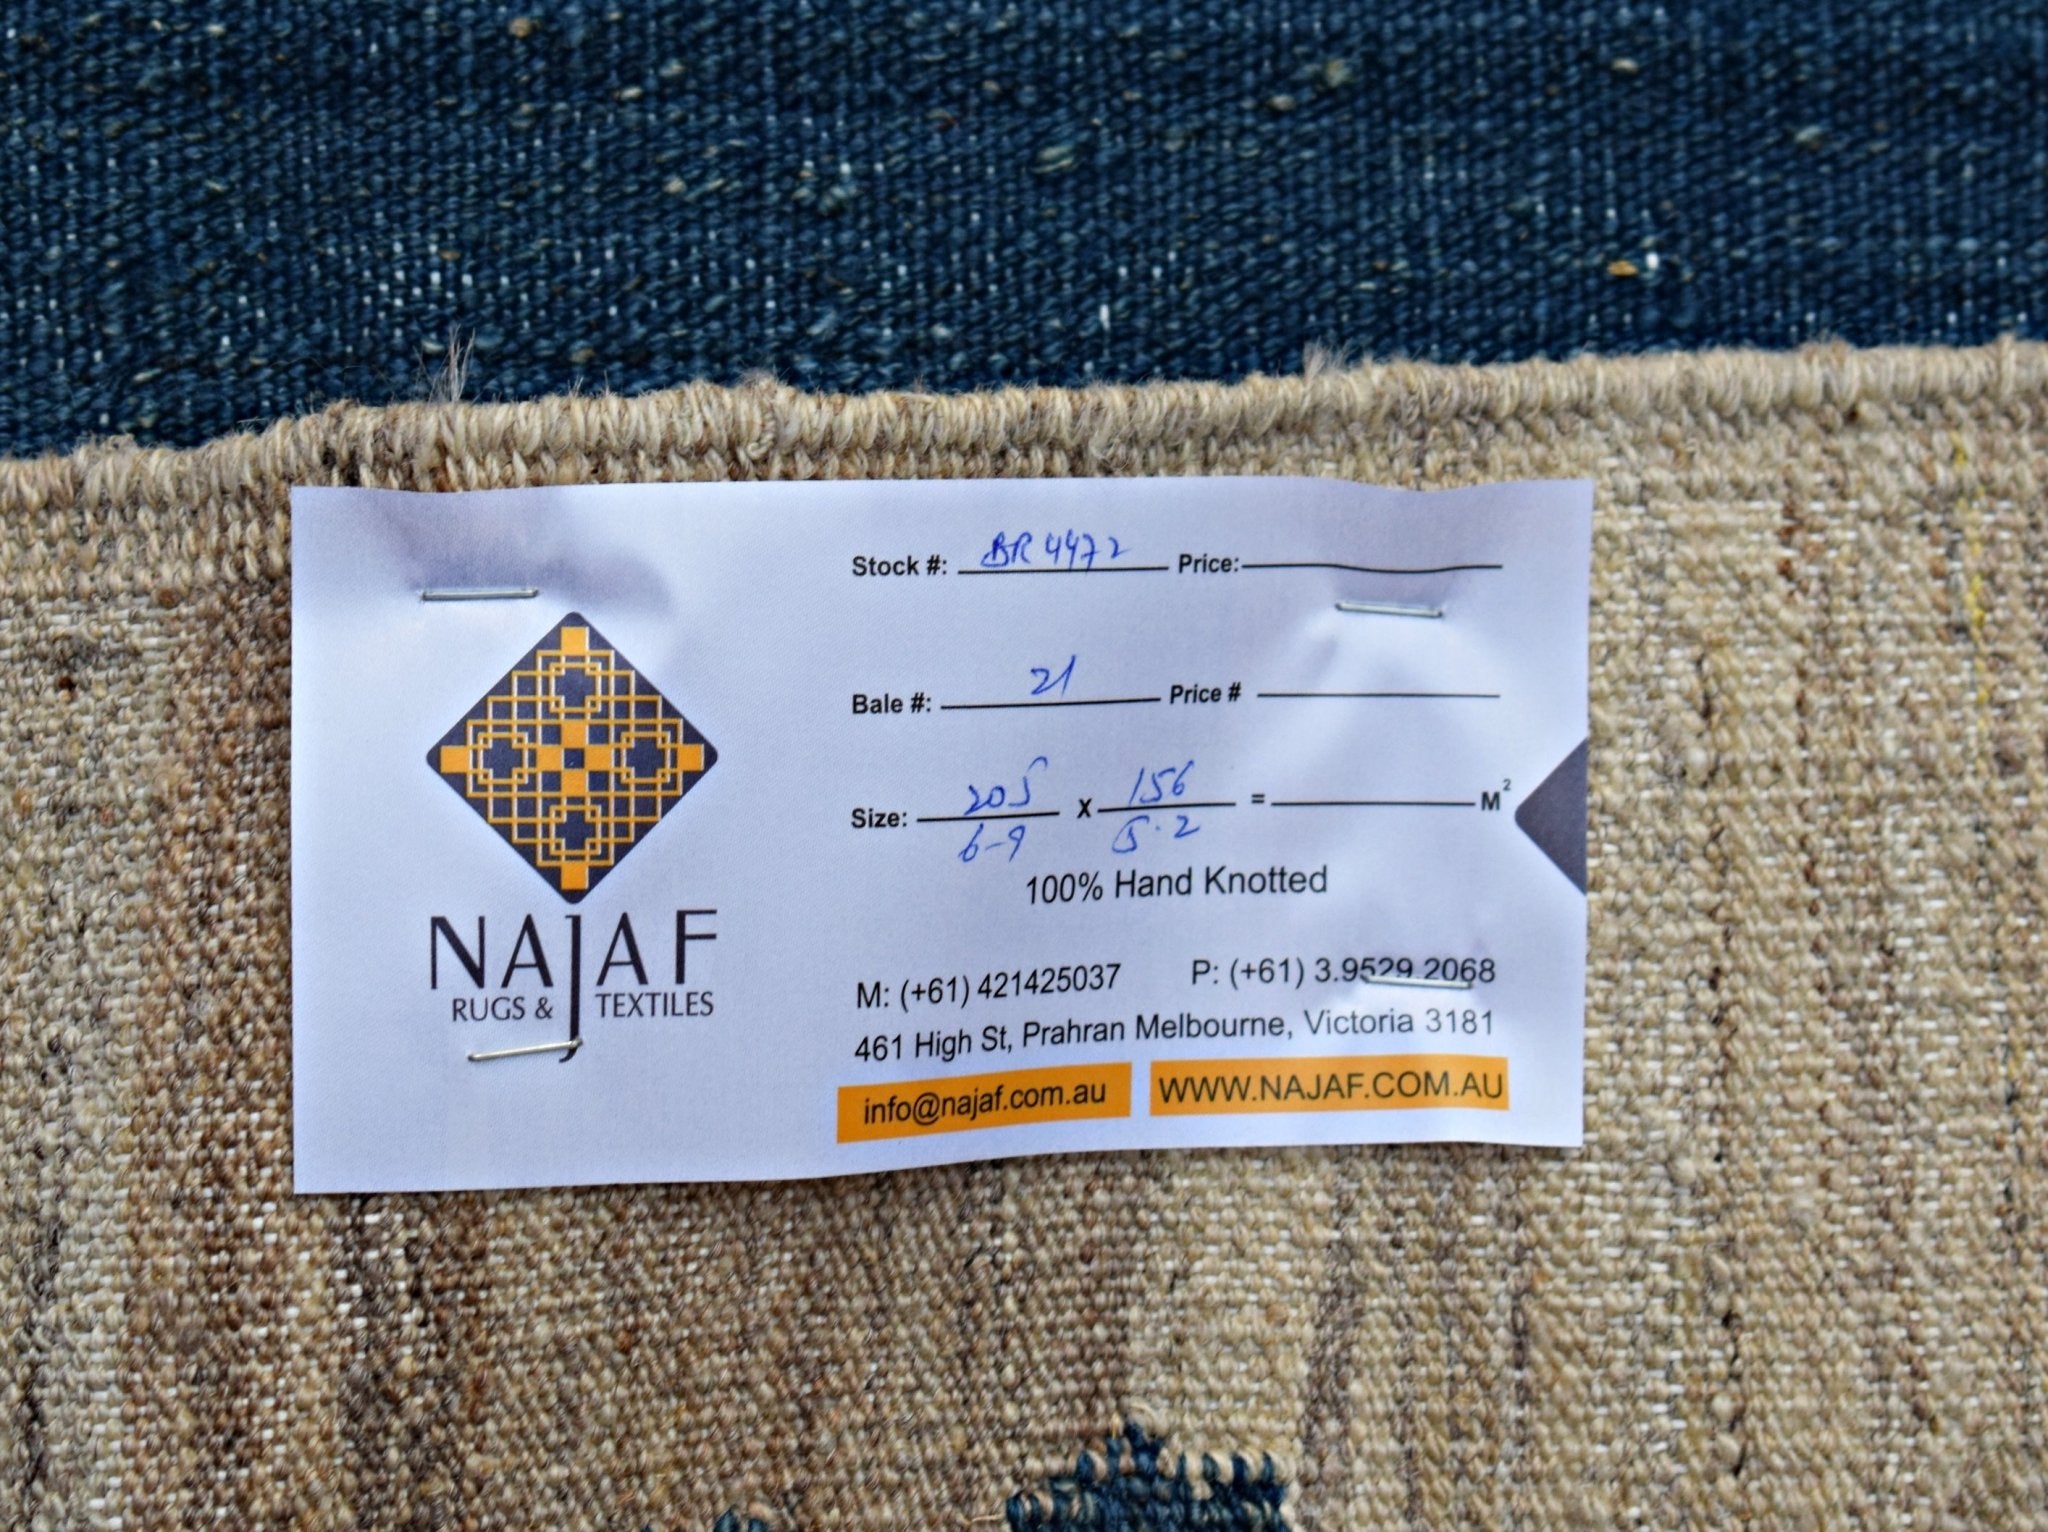 Stock #: BR 4472 Price:
Bale #: 21 Price #
Size: 205 X 156 = M²
6-9 5.2
100% Hand Knotted
NAJAF
RUGS & TEXTILES
M: (+61) 421425037 P: (+61) 3.9529.2068
461 High St, Prahran Melbourne, Victoria 3181
info@najaf.com.au WWW.NAJAF.COM.AU